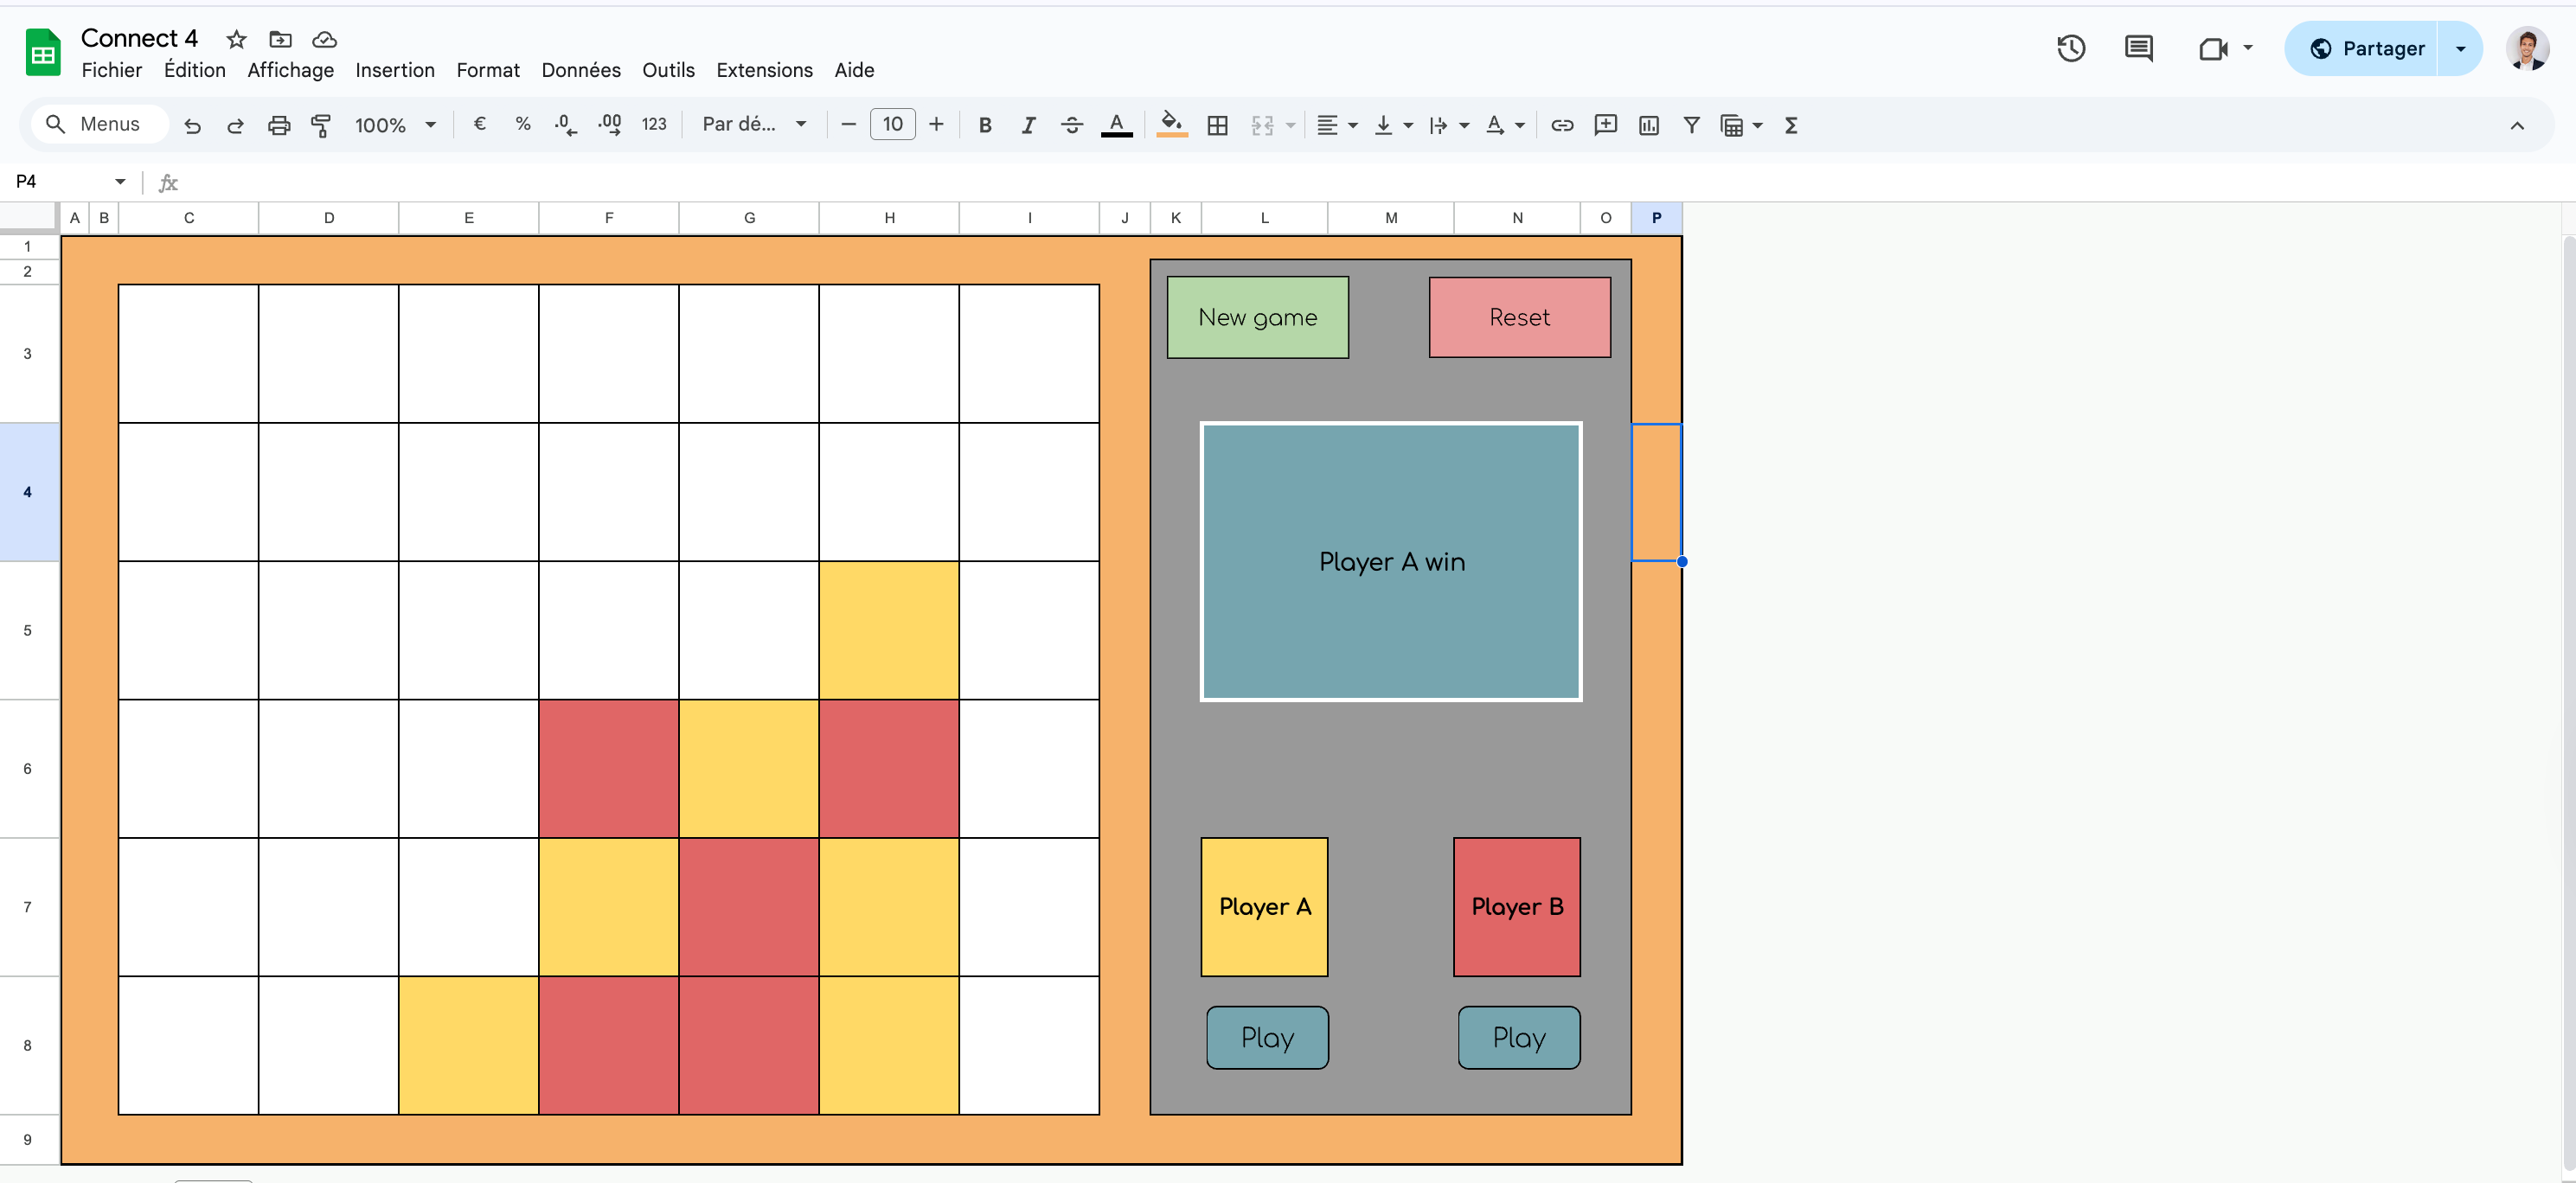 Connect 4
Fichier Édition Affichage Insertion Format Données Outils Extensions Aide
Partager
Menus 100% € % .0 .00 123 Par dé... − 10 + B I S A Σ
P4 fx
A B C D E F G H I J K L M N O P
1
2
3
4
5
6
7
8
9
New game Reset
Player A win
Player A Player B
Play Play